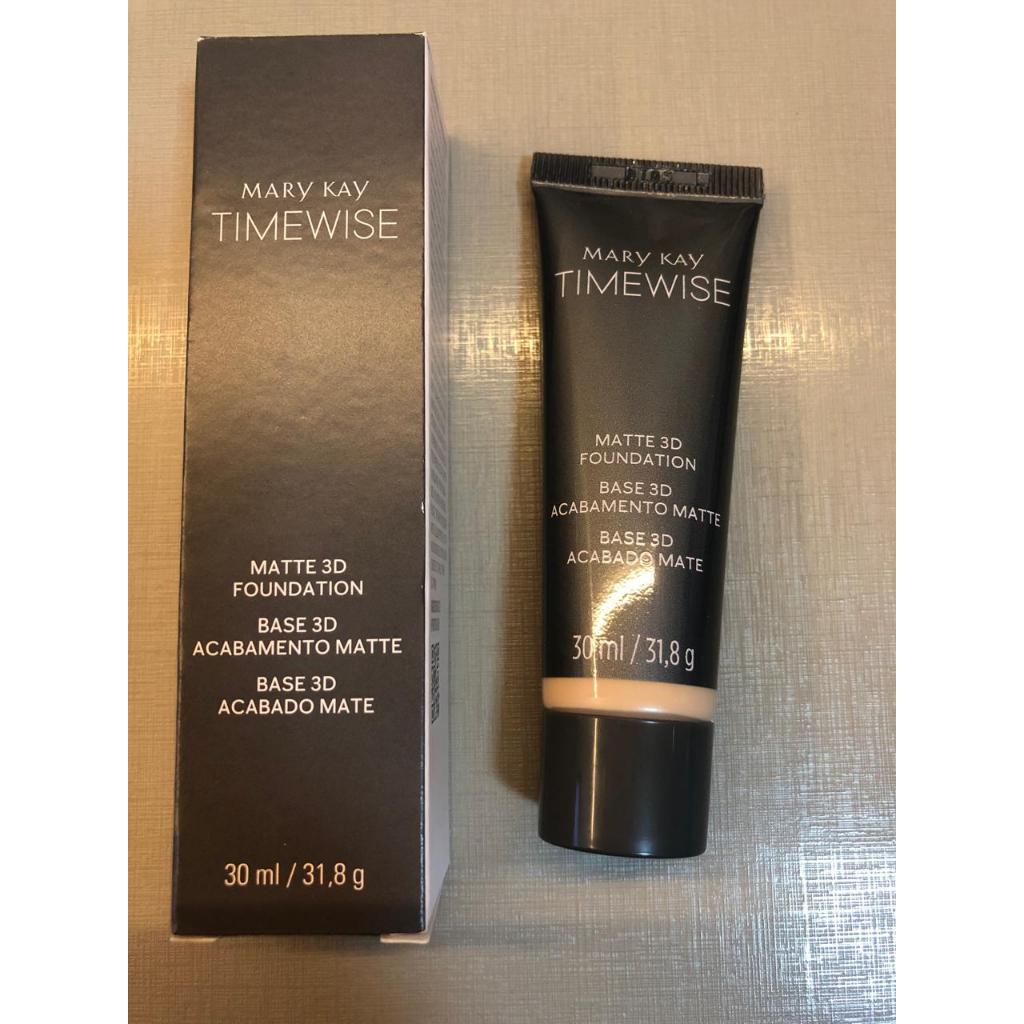 MARY KAY
TIMEWISE
MATTE 3D
FOUNDATION
BASE 3D
ACABAMENTO MATTE
BASE 3D
ACABADO MATE
30 ml / 31,8 g
MARY KAY
TIMEWISE
MATTE 3D
FOUNDATION
BASE 3D
ACABAMENTO MATTE
BASE 3D
ACABADO MATE
30 ml / 31,8 g